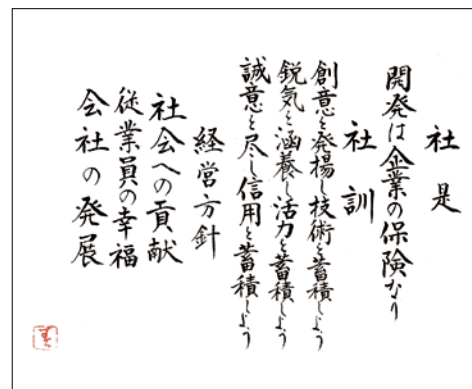 社是
開発は企業の保険なり
社訓
創意を発揚し技術を蓄積しよう
鋭気を涵養し活力を蓄積しよう
誠意を尽し信用を蓄積しよう
経営方針
社会への貢献
従業員の幸福
会社の発展